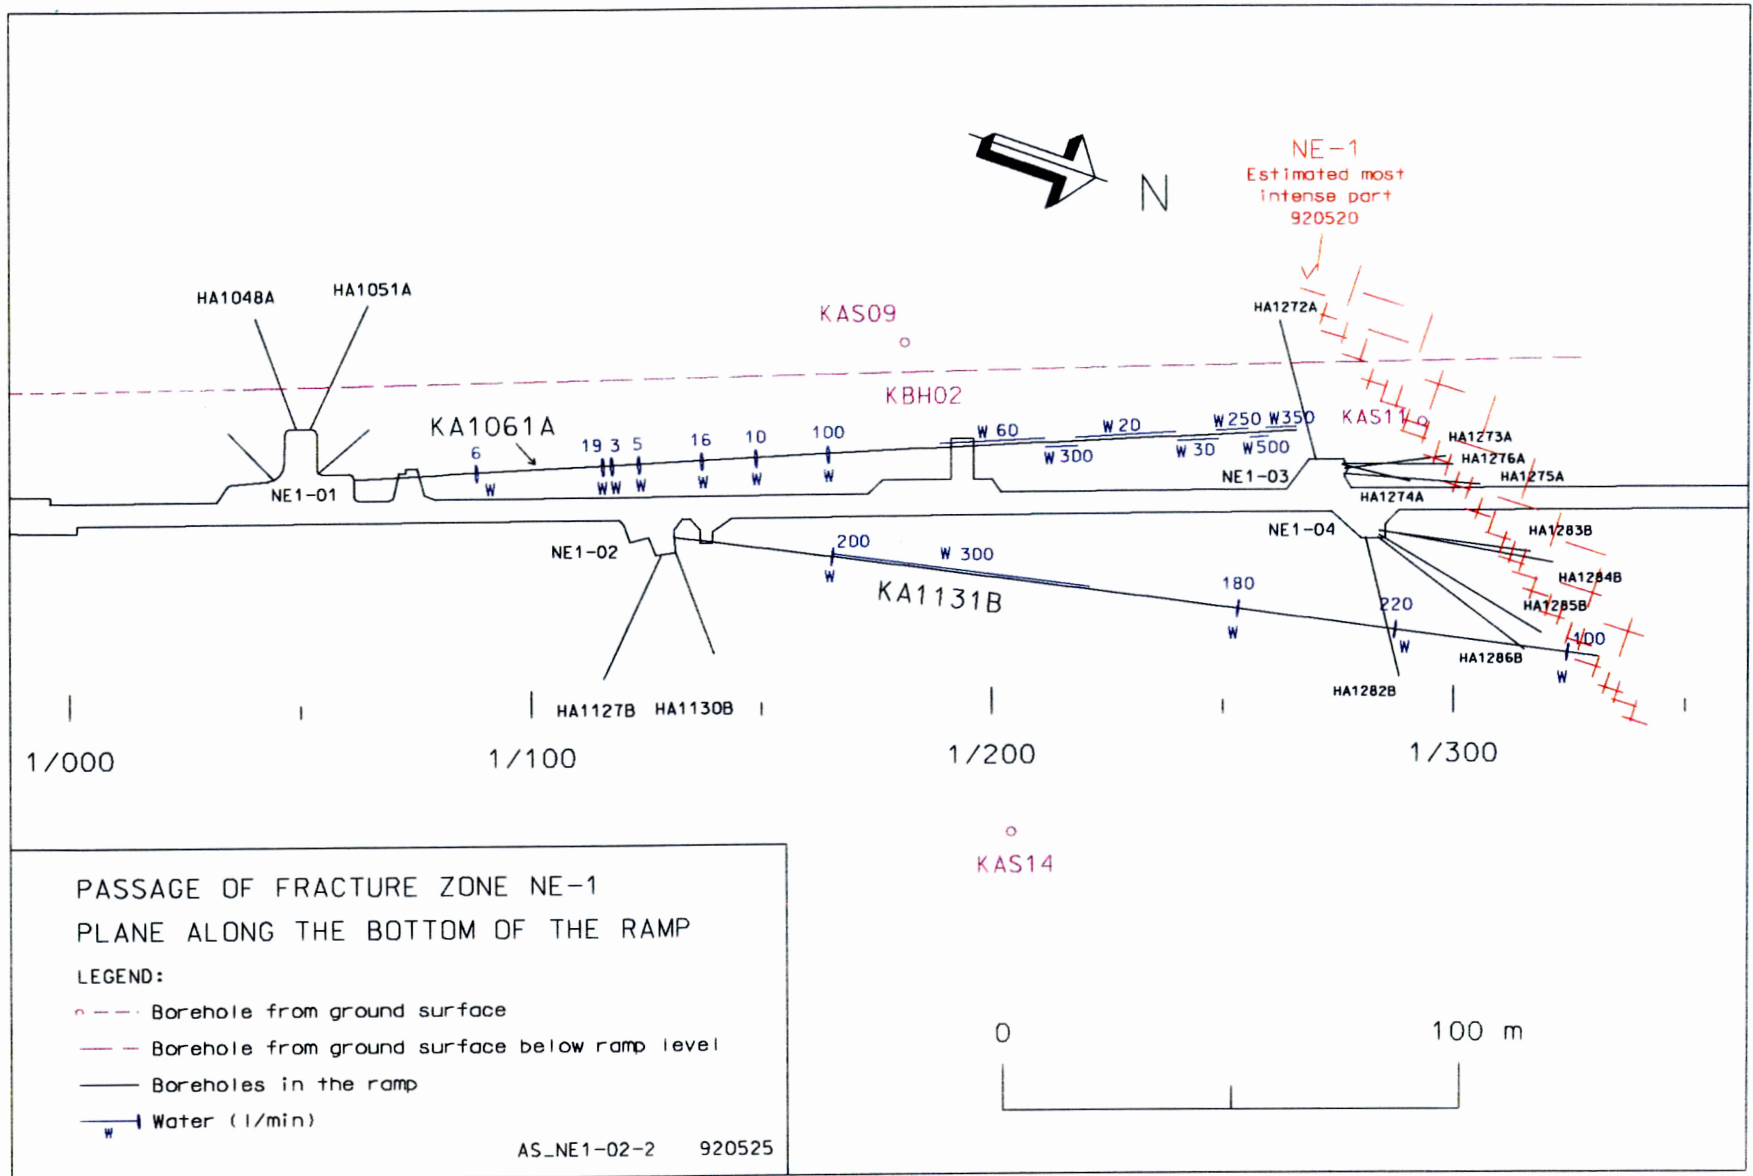 NE-1
Estimated most
intense part
920520
N
HA1048A
HA1051A
HA1272A
KAS09
KBH02
KAS11
KA1061A
6
19
3
5
16
10
100
W 60
W 20
W250
W350
W 300
W 30
W500
W
W
W
W
W
W
W
HA1273A
HA1276A
HA1275A
HA1274A
NE1-01
NE1-03
NE1-02
NE1-04
200
W 300
W
KA1131B
180
W
220
W
100
W
HA1283B
HA1284B
HA1285B
HA1286B
HA1282B
HA1127B
HA1130B
1/000
1/100
1/200
1/300
KAS14
PASSAGE OF FRACTURE ZONE NE-1
PLANE ALONG THE BOTTOM OF THE RAMP
LEGEND:
Borehole from ground surface
Borehole from ground surface below ramp level
Boreholes in the ramp
Water (l/min)
W
AS_NE1-02-2 920525
0
100 m